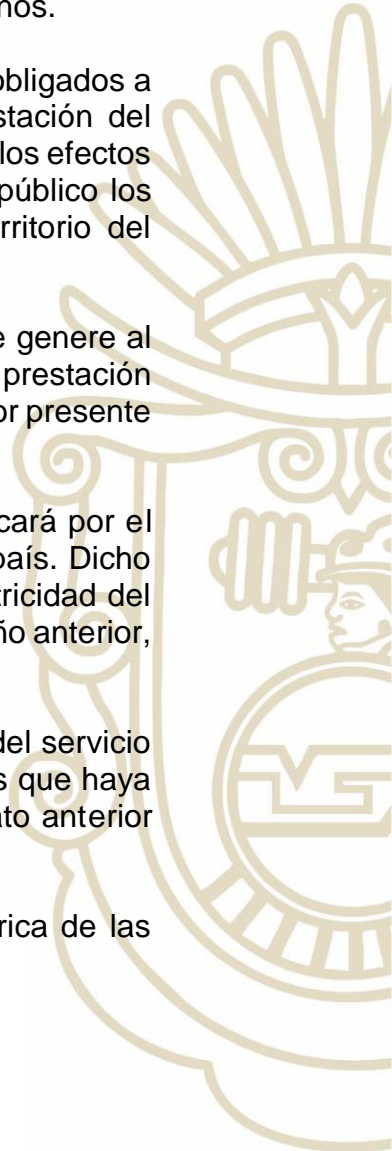 nos.
obligados a
stación del
los efectos
público los
rritorio del
e genere al
prestación
or presente
cará por el
país. Dicho
tricidad del
ño anterior,
del servicio
s que haya
ato anterior
rica de las